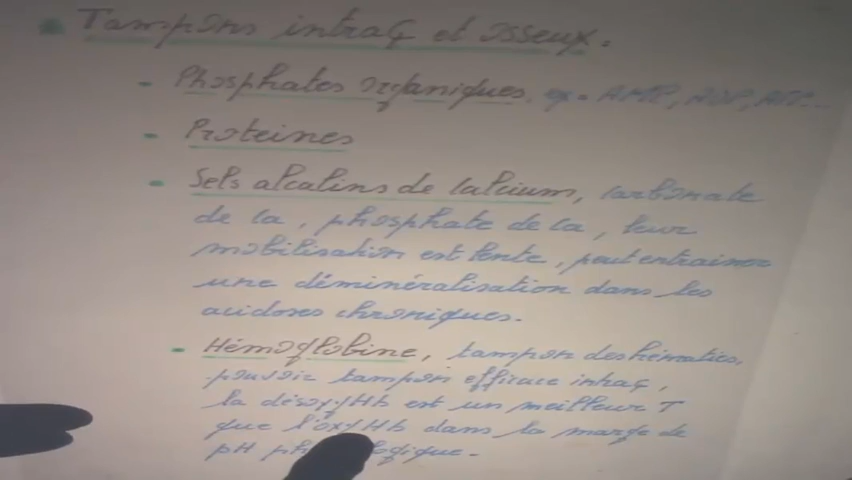 Tampons intraç et osseux.
- Phosphates organiques. ex = AMP, ADP, ATP...
- Proteines
- Sels alcalins de calcium, carbonate
de Ca, phosphate de Ca, leur
mobilisation est lente, peut entrainer
une déminéralisation dans les
acidoses chroniques.
- Hémoglobine, tampon des hématies,
pouvoir tampon efficace intraç,
la désoxyHb est un meilleur T
que l'oxyHb dans la marge de
pH